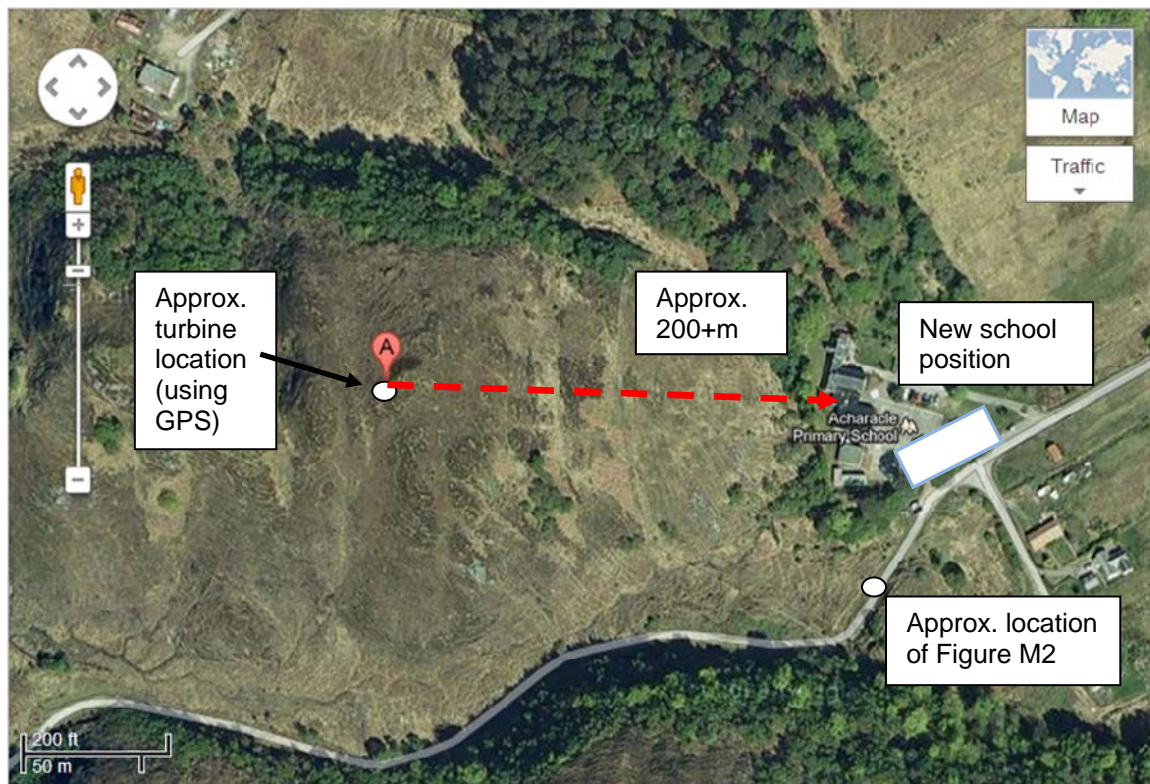 Map
Traffic
Approx.
turbine
location
(using
GPS)
A
Approx.
200+m
New school
position
Acharacle
Primary School
Approx. location
of Figure M2
200 ft
50 m